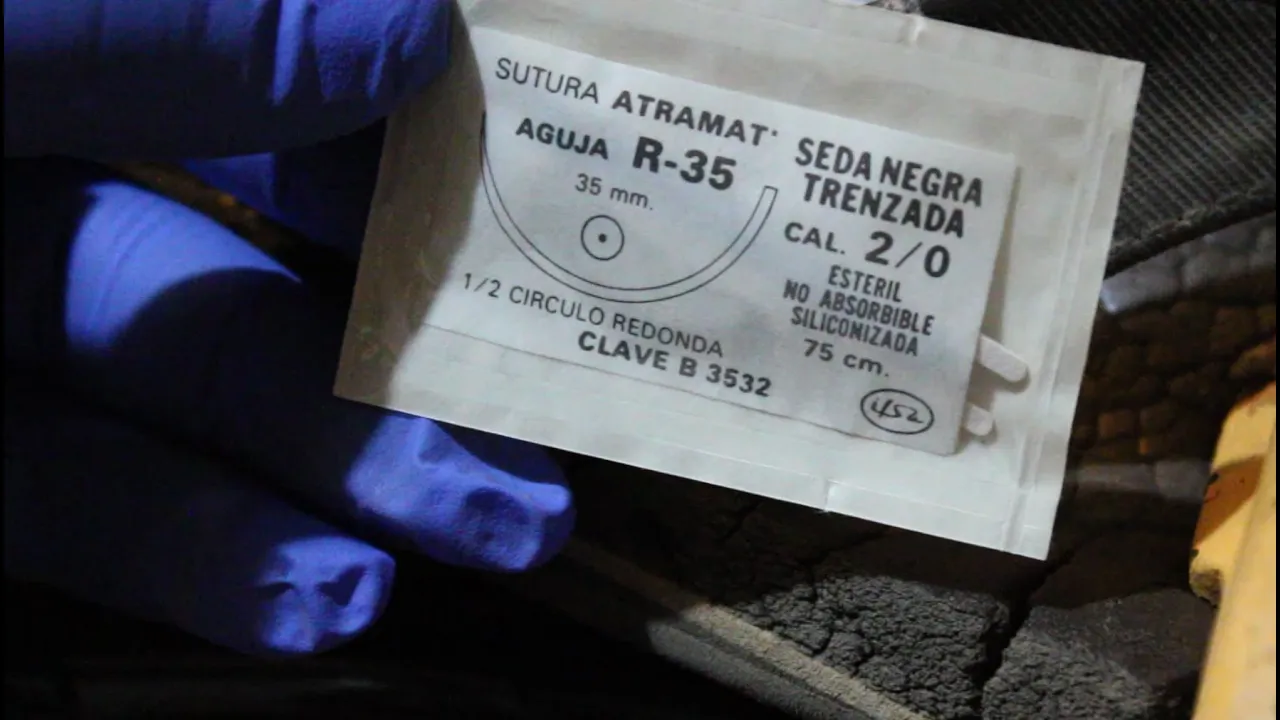 SUTURA ATRAMAT·
AGUJA R-35
35 mm.
1/2 CIRCULO REDONDA
CLAVE B 3532
SEDA NEGRA
TRENZADA
CAL. 2/0
ESTERIL
NO ABSORBIBLE
SILICONIZADA
75 cm.
452